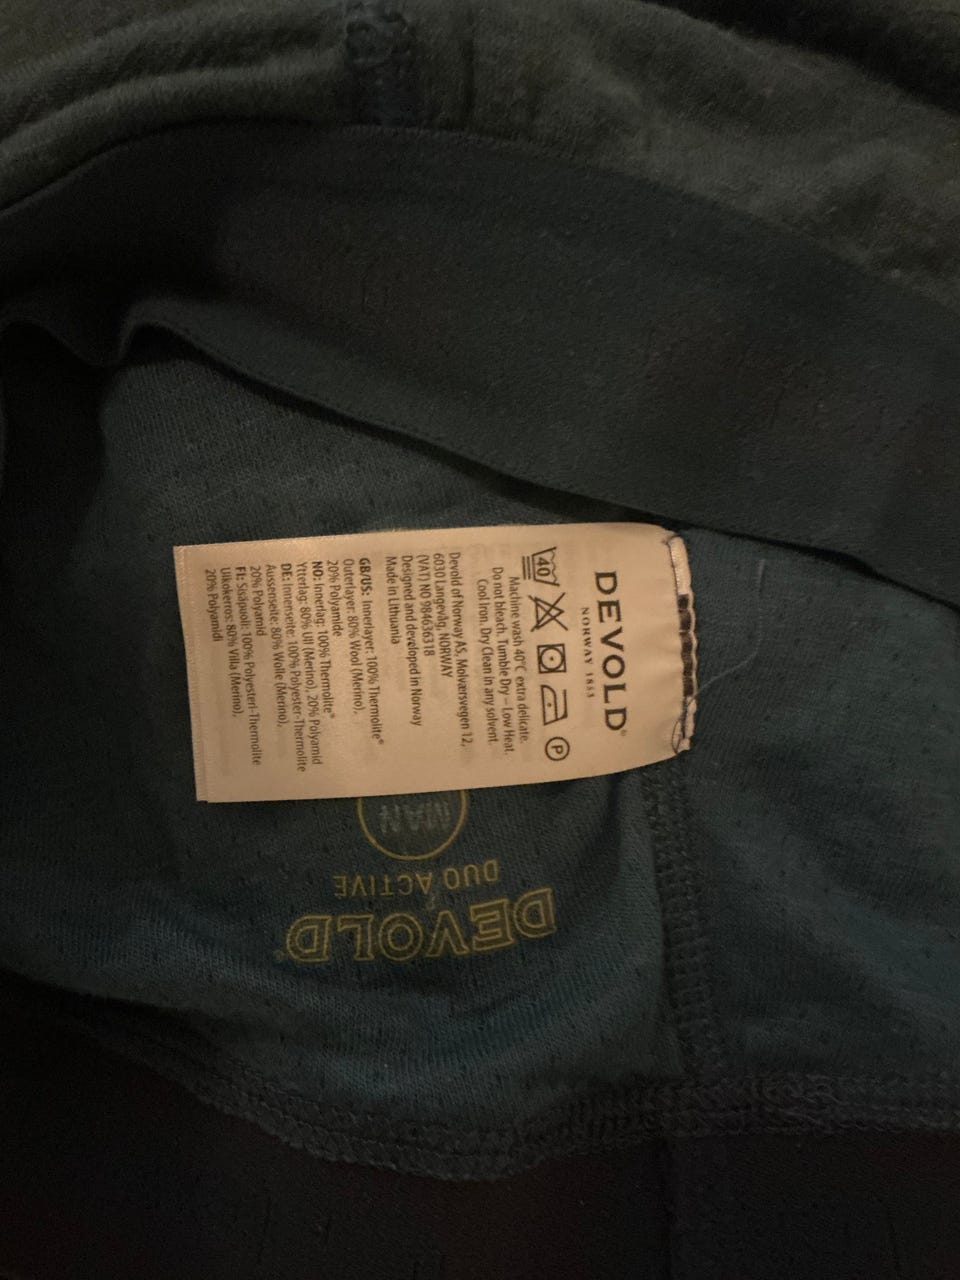 DEVOLD®
NORWAY 1853
40 P
Machine wash 40°C extra delicate.
Do not bleach. Tumble Dry – Low Heat.
Cool Iron. Dry Clean in any solvent.
Devold of Norway AS, Molværsvegen 12,
6030 Langevåg, NORWAY
(VAT) NO 984636318
Designed and developed in Norway
Made in Lithuania
GB/US: Innerlayer: 100% Thermolite®
Outerlayer: 80% Wool (Merino),
20% Polyamide
NO: Innerlag: 100% Thermolite®
Ytterlag: 80% Ull (Merino), 20% Polyamid
DE: Innenseite: 100% Polyester-Thermolite
Aussenseite: 80% Wolle (Merino),
20% Polyamid
FI: Sisäpuoli: 100% Polyesteri-Thermolite
Ulkokerros: 80% Villa (Merino),
20% Polyamidi
DEVOLD®
DUO ACTIVE
MAN